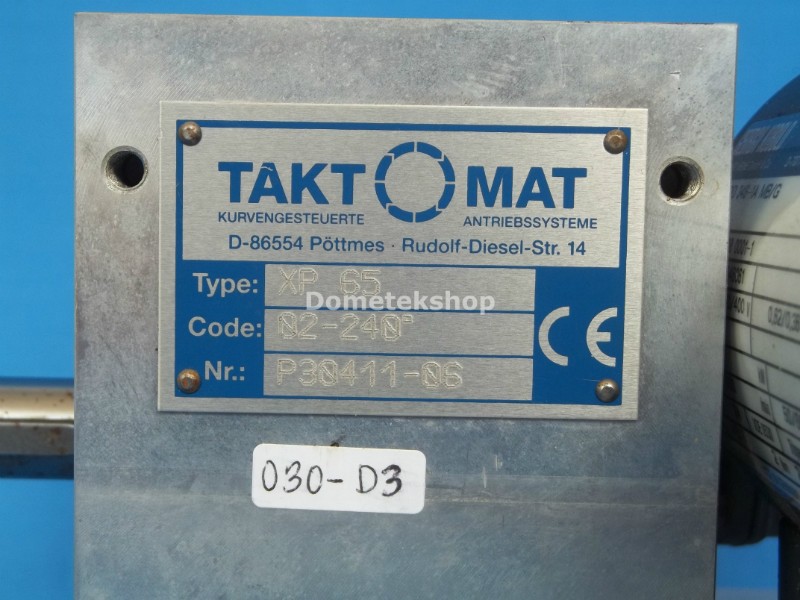 TAKT MAT
KURVENGESTEUERTE ANTRIEBSSYSTEME
D-86554 Pöttmes · Rudolf-Diesel-Str. 14
Type: XP 65
Dometekshop
Code: 02-240°
Nr.: P30411-06
CE
030-D3